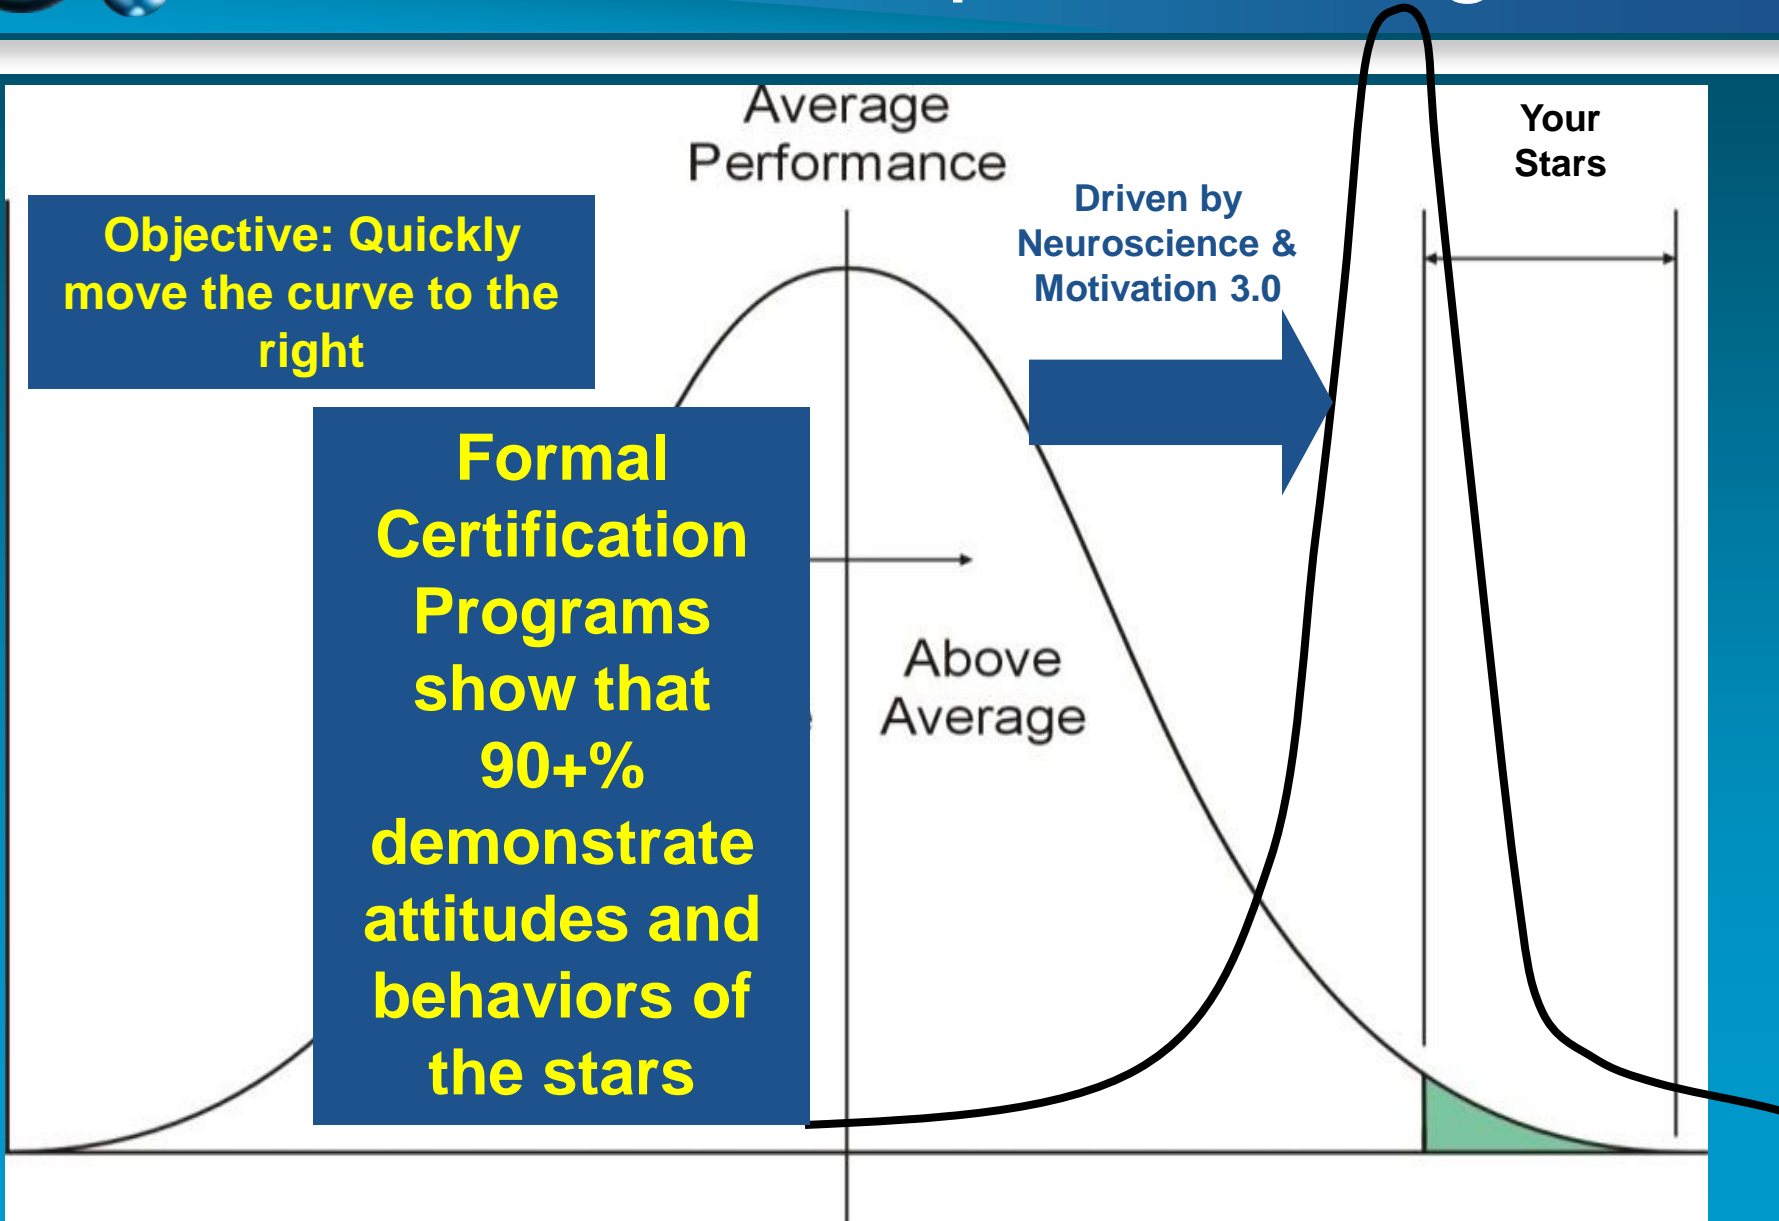 Average
Performance
Your
Stars
Driven by
Neuroscience &
Motivation 3.0
Objective: Quickly
move the curve to the
right
Formal
Certification
Programs
show that
90+%
demonstrate
attitudes and
behaviors of
the stars
Above
Average